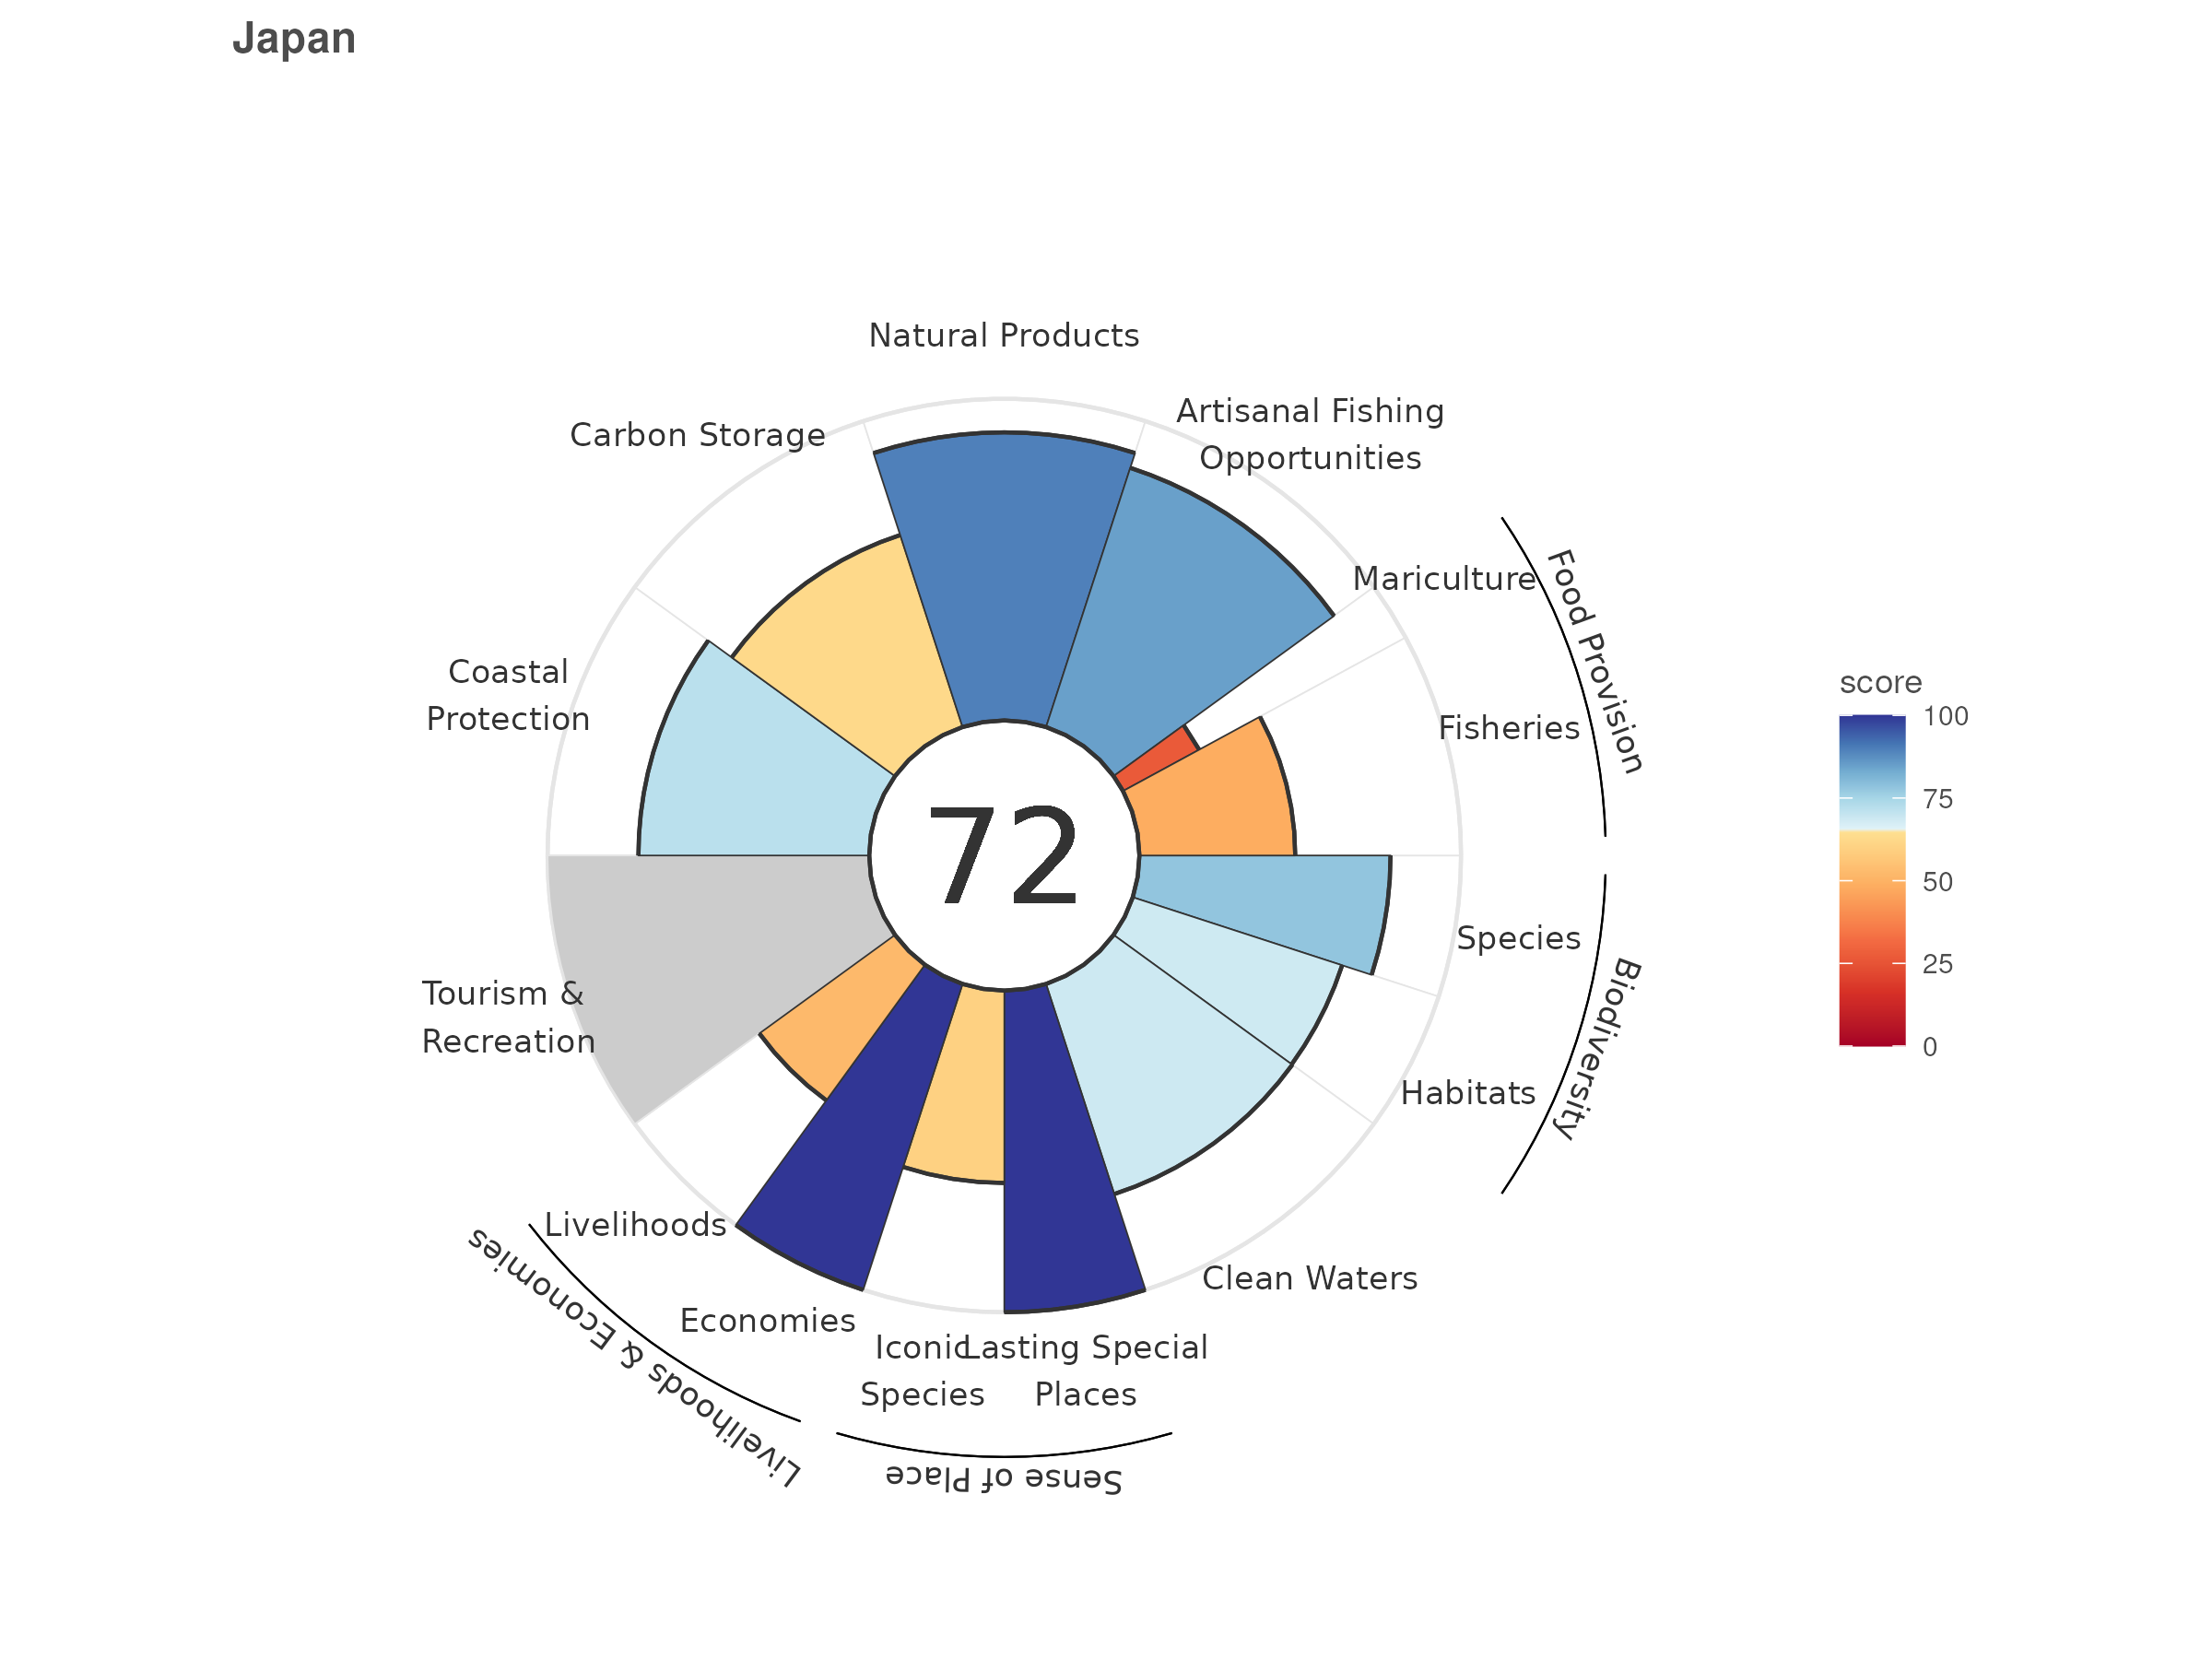 Japan
Natural Products
Artisanal Fishing
Opportunities
Carbon Storage
Mariculture
Food Provision
Coastal
Protection
Fisheries
72
score
100
75
50
25
0
Species
Biodiversity
Tourism &
Recreation
Habitats
Livelihoods
Livelihoods & Economies
Clean Waters
Economies
Iconic
Species
Lasting Special
Places
Sense of Place